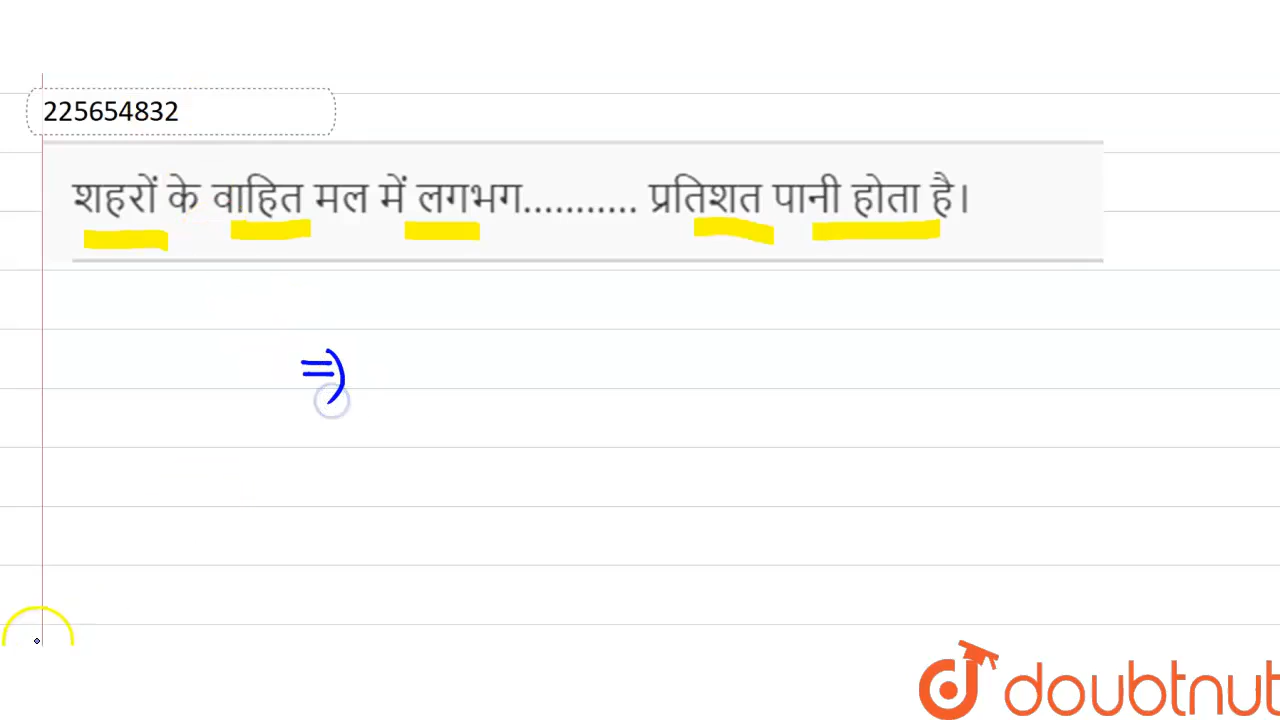 225654832
शहरों के वाहित मल में लगभग........... प्रतिशत पानी होता है।
=)
doubtnut